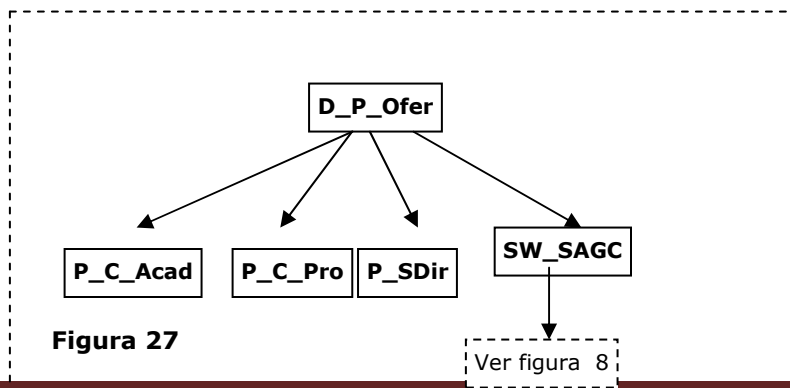 D_P_Ofer
P_C_Acad
P_C_Pro
P_SDir
SW_SAGC
Figura 27
Ver figura 8